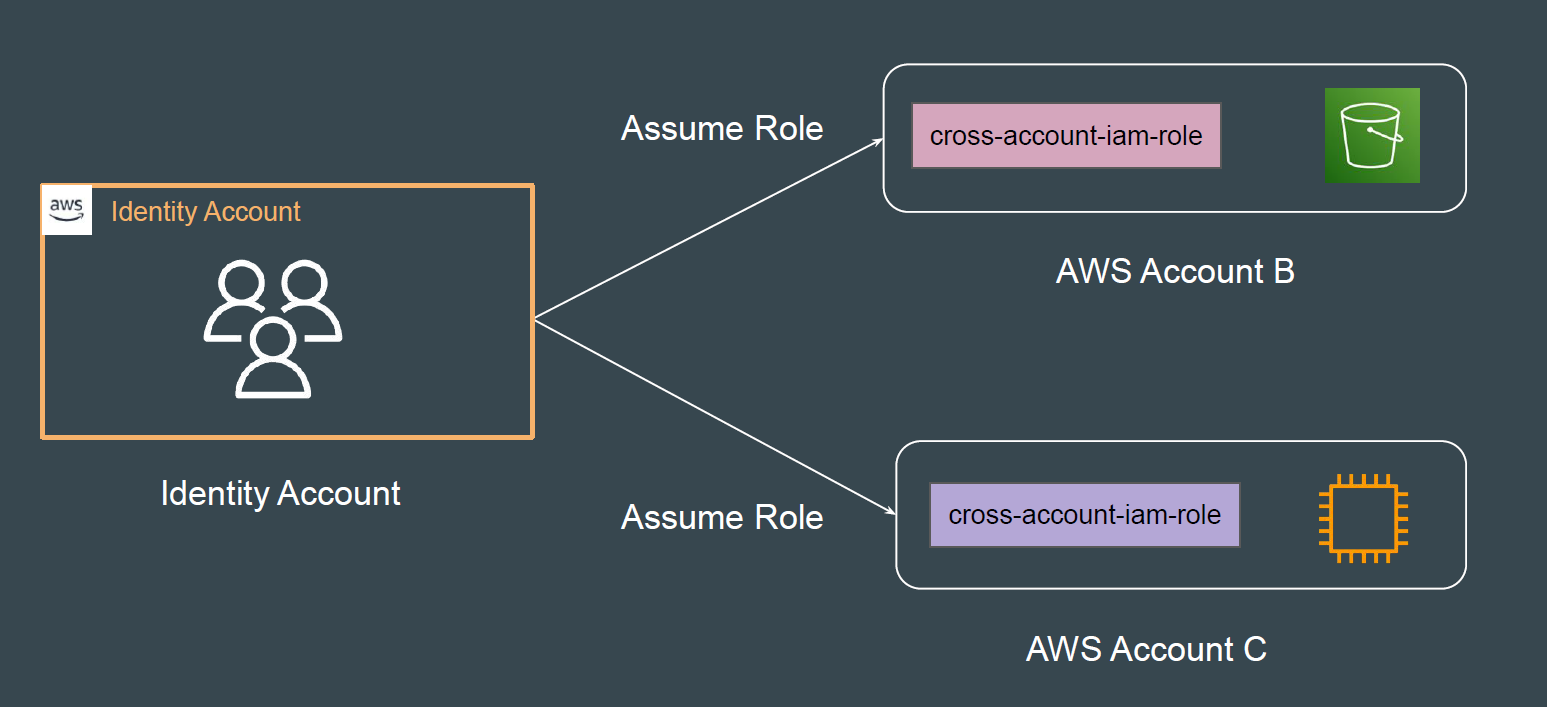 Assume Role
cross-account-iam-role
AWS Account B
aws
Identity Account
Identity Account
Assume Role
cross-account-iam-role
AWS Account C